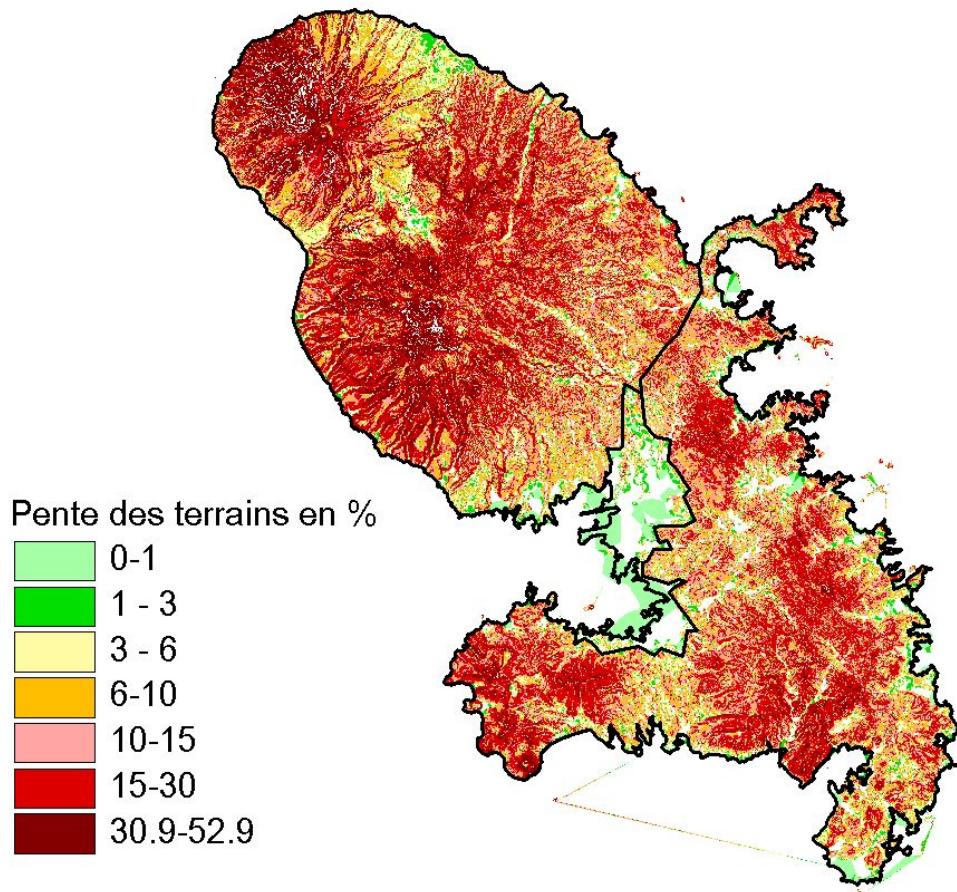 Pente des terrains en %
0-1
1 - 3
3 - 6
6-10
10-15
15-30
30.9-52.9